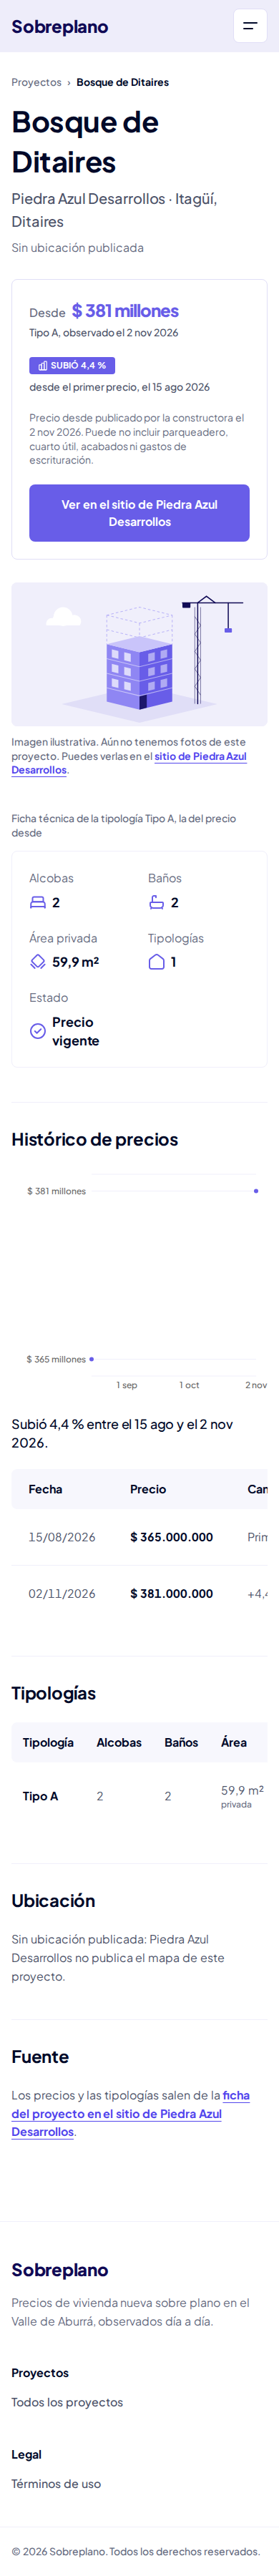 Sobreplano
Proyectos › Bosque de Ditaires
Bosque de
Ditaires
Piedra Azul Desarrollos · Itagüí,
Ditaires
Sin ubicación publicada
Desde $ 381 millones
Tipo A, observado el 2 nov 2026
SUBIÓ 4,4 %
desde el primer precio, el 15 ago 2026
Precio desde publicado por la constructora el
2 nov 2026. Puede no incluir parqueadero,
cuarto útil, acabados ni gastos de
escrituración.
Ver en el sitio de Piedra Azul
Desarrollos
Imagen ilustrativa. Aún no tenemos fotos de este
proyecto. Puedes verlas en el sitio de Piedra Azul
Desarrollos.
Ficha técnica de la tipología Tipo A, la del precio
desde
Alcobas
2
Baños
2
Área privada
59,9 m²
Tipologías
1
Estado
Precio
vigente
Histórico de precios
$ 381 millones
$ 365 millones
1 sep 1 oct 2 nov
Subió 4,4 % entre el 15 ago y el 2 nov
2026.
Fecha Precio
15/08/2026 $ 365.000.000
02/11/2026 $ 381.000.000
Tipologías
Tipología Alcobas Baños Área
Tipo A 2 2 59,9 m²
privada
Ubicación
Sin ubicación publicada: Piedra Azul
Desarrollos no publica el mapa de este
proyecto.
Fuente
Los precios y las tipologías salen de la ficha
del proyecto en el sitio de Piedra Azul
Desarrollos.
Sobreplano
Precios de vivienda nueva sobre plano en el
Valle de Aburrá, observados día a día.
Proyectos
Todos los proyectos
Legal
Términos de uso
© 2026 Sobreplano. Todos los derechos reservados.